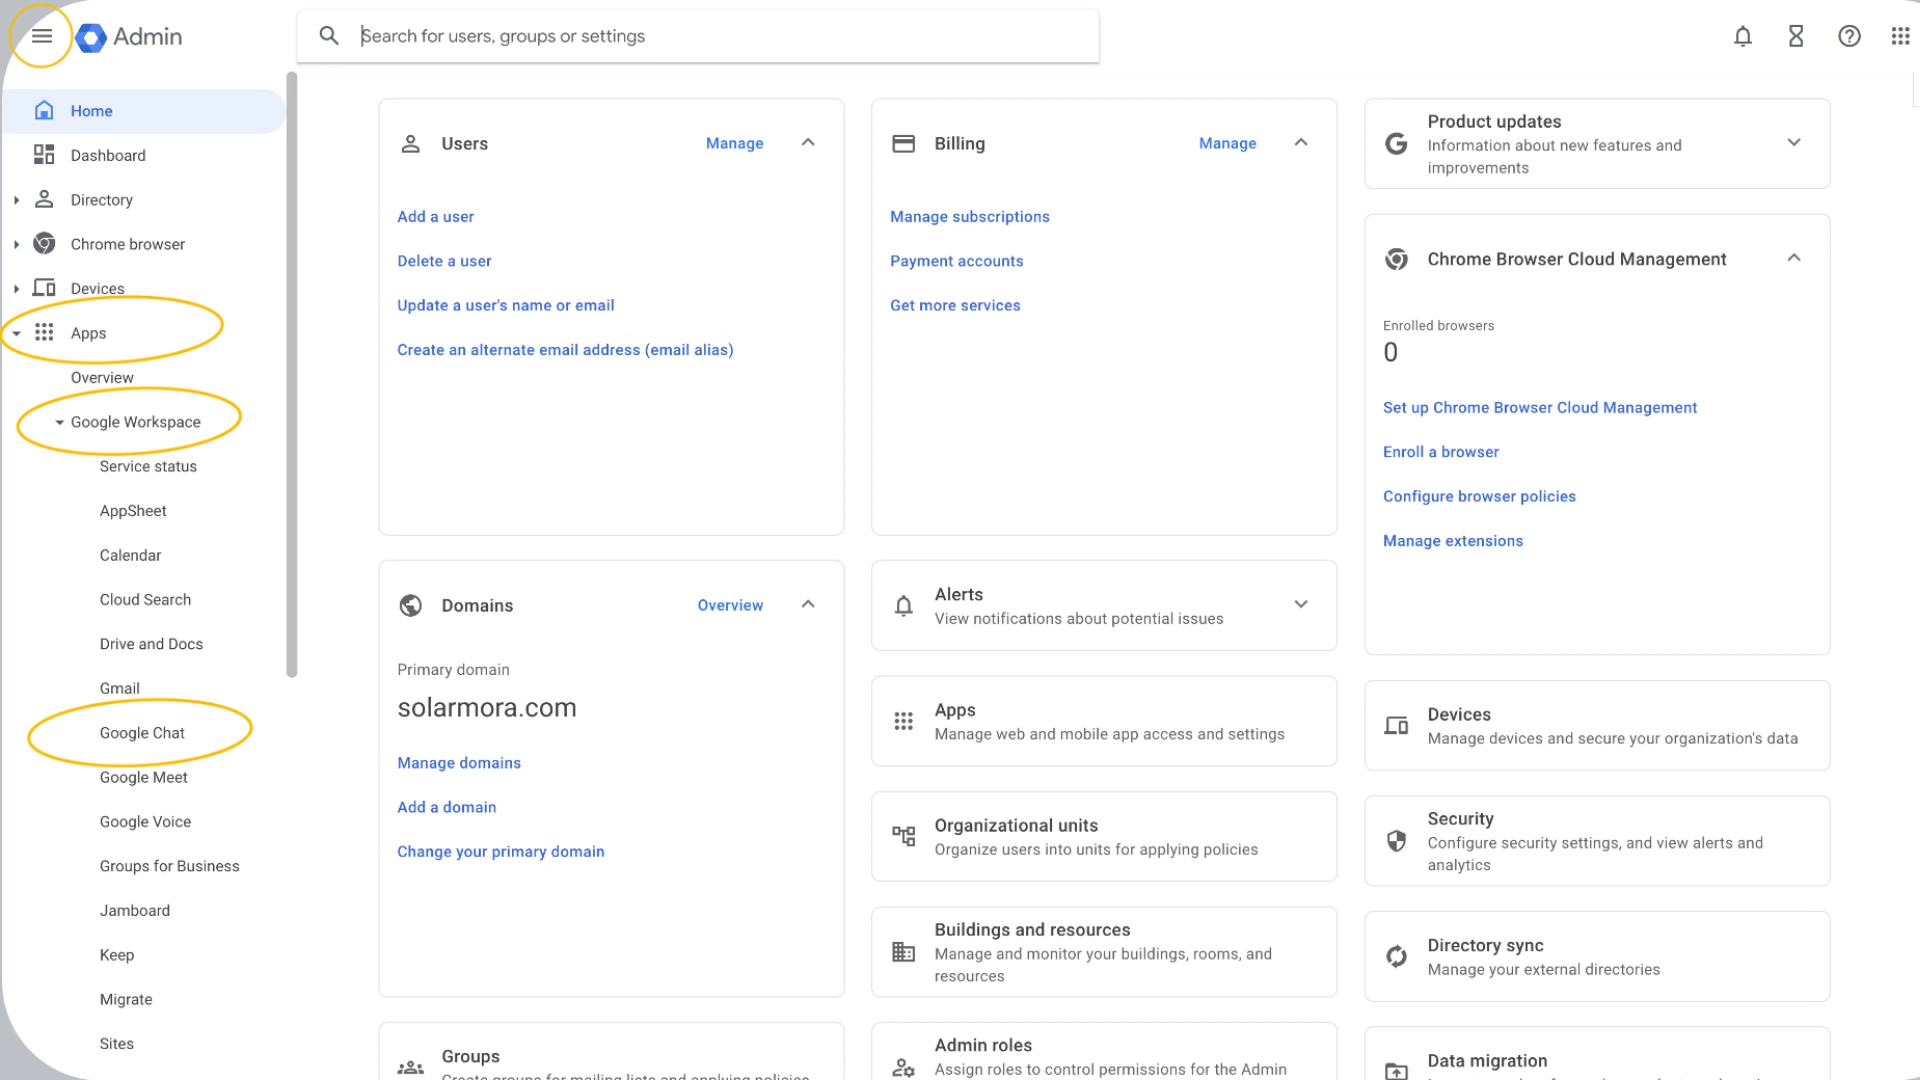 Admin
Search for users, groups or settings
Home
Dashboard
Directory
Chrome browser
Devices
Apps
Overview
Google Workspace
Service status
AppSheet
Calendar
Cloud Search
Drive and Docs
Gmail
Google Chat
Google Meet
Google Voice
Groups for Business
Jamboard
Keep
Migrate
Sites
Users
Manage
Add a user
Delete a user
Update a user's name or email
Create an alternate email address (email alias)
Domains
Overview
Primary domain
solarmora.com
Manage domains
Add a domain
Change your primary domain
Groups
Create groups for mailing lists and applying policies
Billing
Manage
Manage subscriptions
Payment accounts
Get more services
Alerts
View notifications about potential issues
Apps
Manage web and mobile app access and settings
Organizational units
Organize users into units for applying policies
Buildings and resources
Manage and monitor your buildings, rooms, and
resources
Admin roles
Assign roles to control permissions for the Admin
Product updates
Information about new features and
improvements
Chrome Browser Cloud Management
Enrolled browsers
0
Set up Chrome Browser Cloud Management
Enroll a browser
Configure browser policies
Manage extensions
Devices
Manage devices and secure your organization's data
Security
Configure security settings, and view alerts and
analytics
Directory sync
Manage your external directories
Data migration